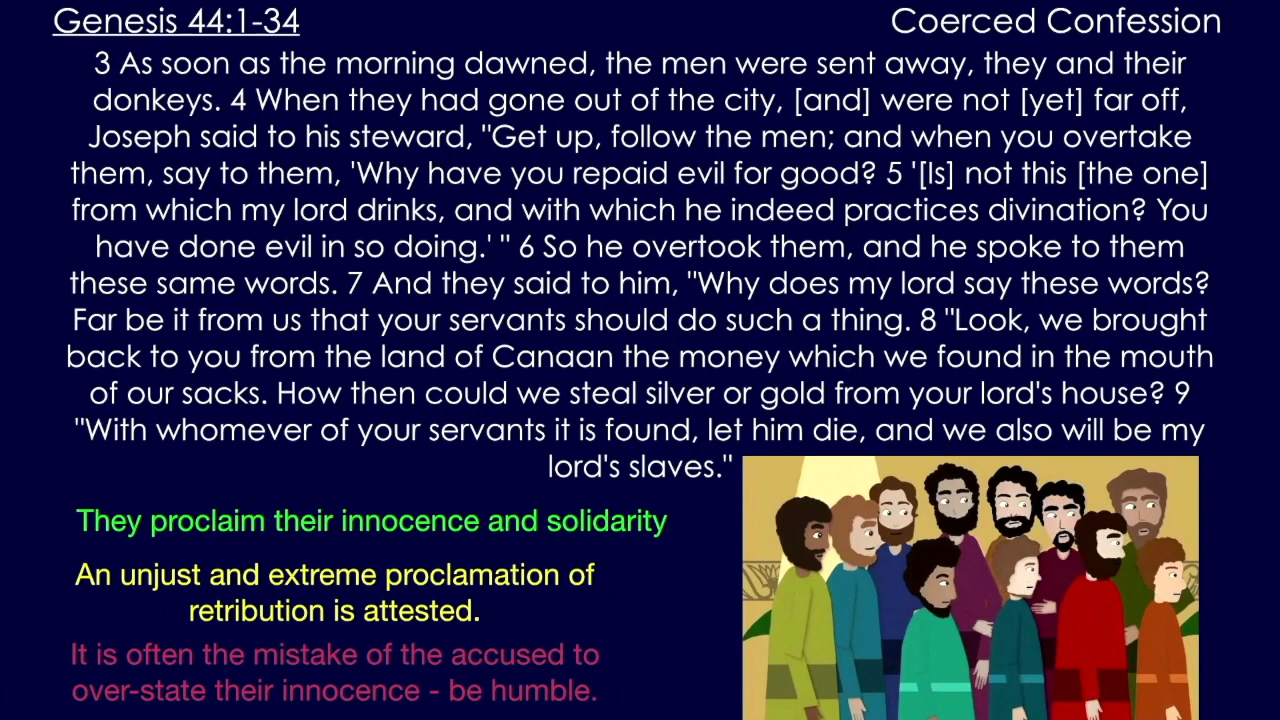 Genesis 44:1-34
Coerced Confession
3 As soon as the morning dawned, the men were sent away, they and their
donkeys. 4 When they had gone out of the city, [and] were not [yet] far off,
Joseph said to his steward, "Get up, follow the men; and when you overtake
them, say to them, 'Why have you repaid evil for good? 5 '[Is] not this [the one]
from which my lord drinks, and with which he indeed practices divination? You
have done evil in so doing.' " 6 So he overtook them, and he spoke to them
these same words. 7 And they said to him, "Why does my lord say these words?
Far be it from us that your servants should do such a thing. 8 "Look, we brought
back to you from the land of Canaan the money which we found in the mouth
of our sacks. How then could we steal silver or gold from your lord's house? 9
"With whomever of your servants it is found, let him die, and we also will be my
lord's slaves."
They proclaim their innocence and solidarity
An unjust and extreme proclamation of
retribution is attested.
It is often the mistake of the accused to
over-state their innocence - be humble.